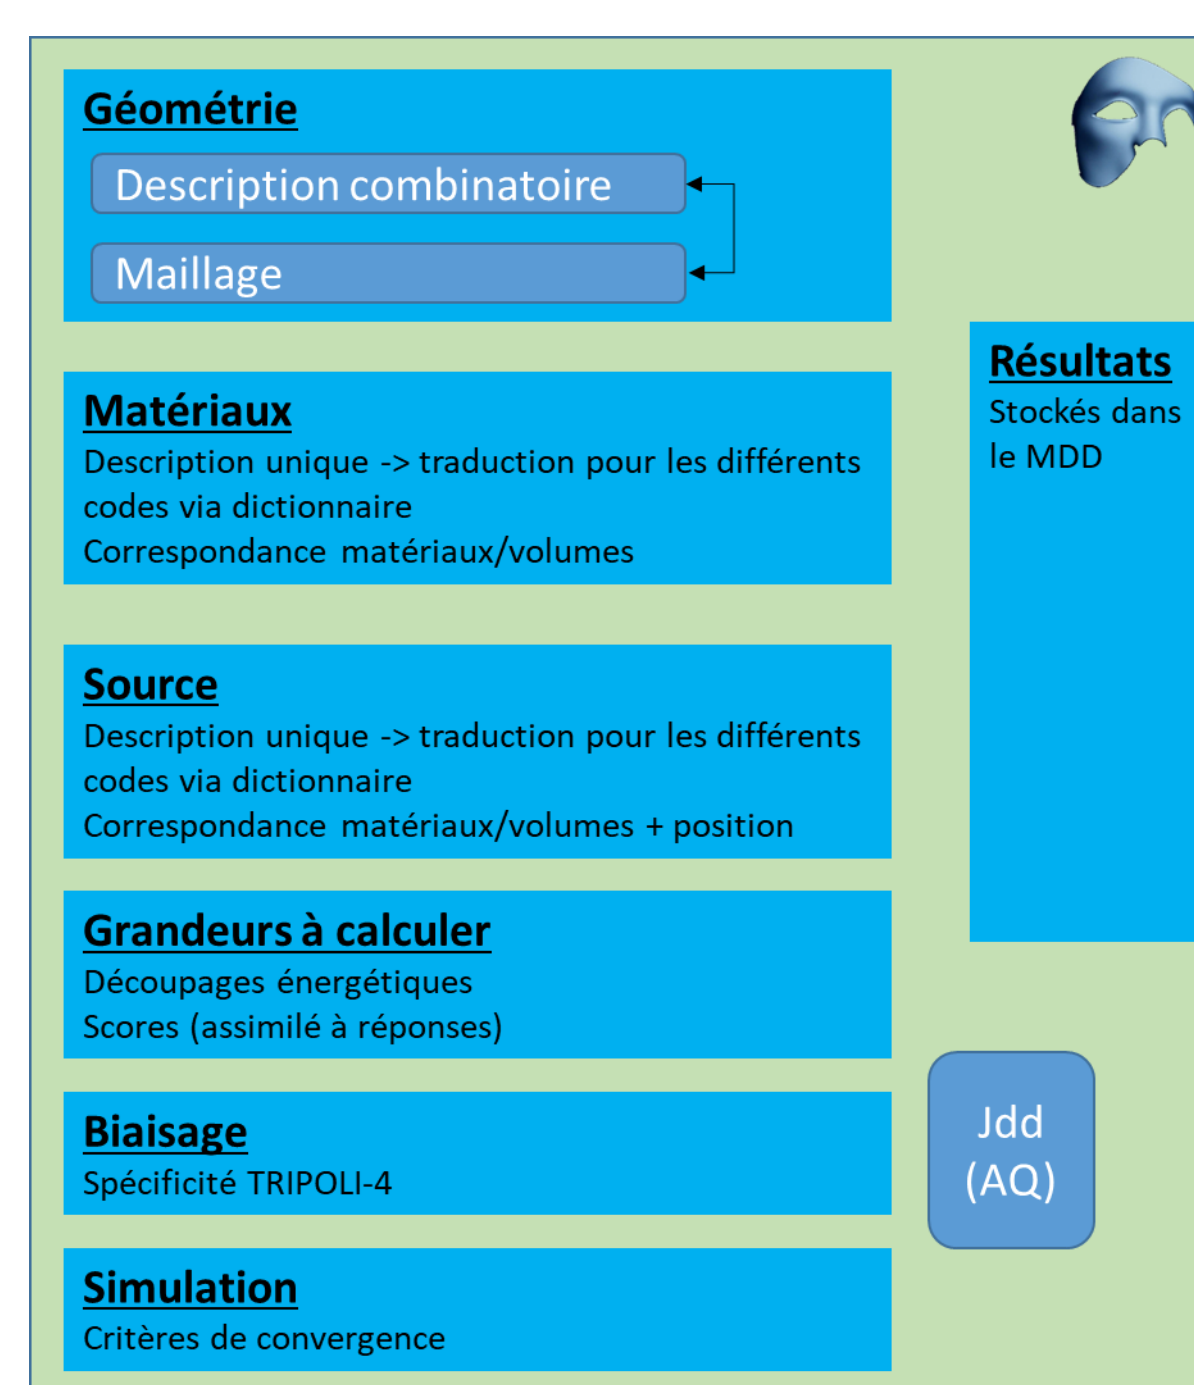 Géométrie
Description combinatoire
Maillage
Matériaux
Description unique -> traduction pour les différents
codes via dictionnaire
Correspondance matériaux/volumes
Source
Description unique -> traduction pour les différents
codes via dictionnaire
Correspondance matériaux/volumes + position
Grandeurs à calculer
Découpages énergétiques
Scores (assimilé à réponses)
Biaisage
Spécificité TRIPOLI-4
Simulation
Critères de convergence
Résultats
Stockés dans
le MDD
Jdd
(AQ)